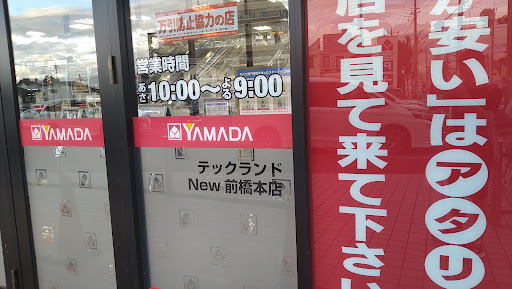 万引防止協力の店
営業時間
あさ10:00～よる9:00
YAMADA
YAMADA
テックランド
New 前橋本店
安い」はアタリ
店を見て来て下さい